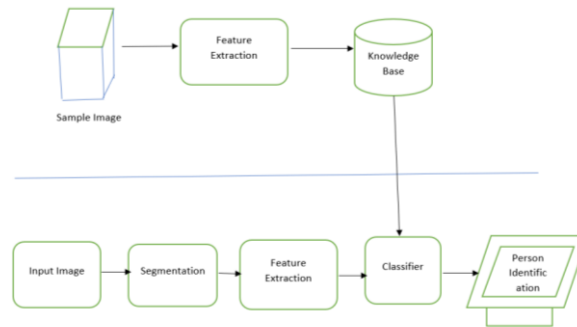 Feature
Extraction
Knowledge
Base
Sample Image
Input Image
Segmentation
Feature
Extraction
Classifier
Person
Identific
ation